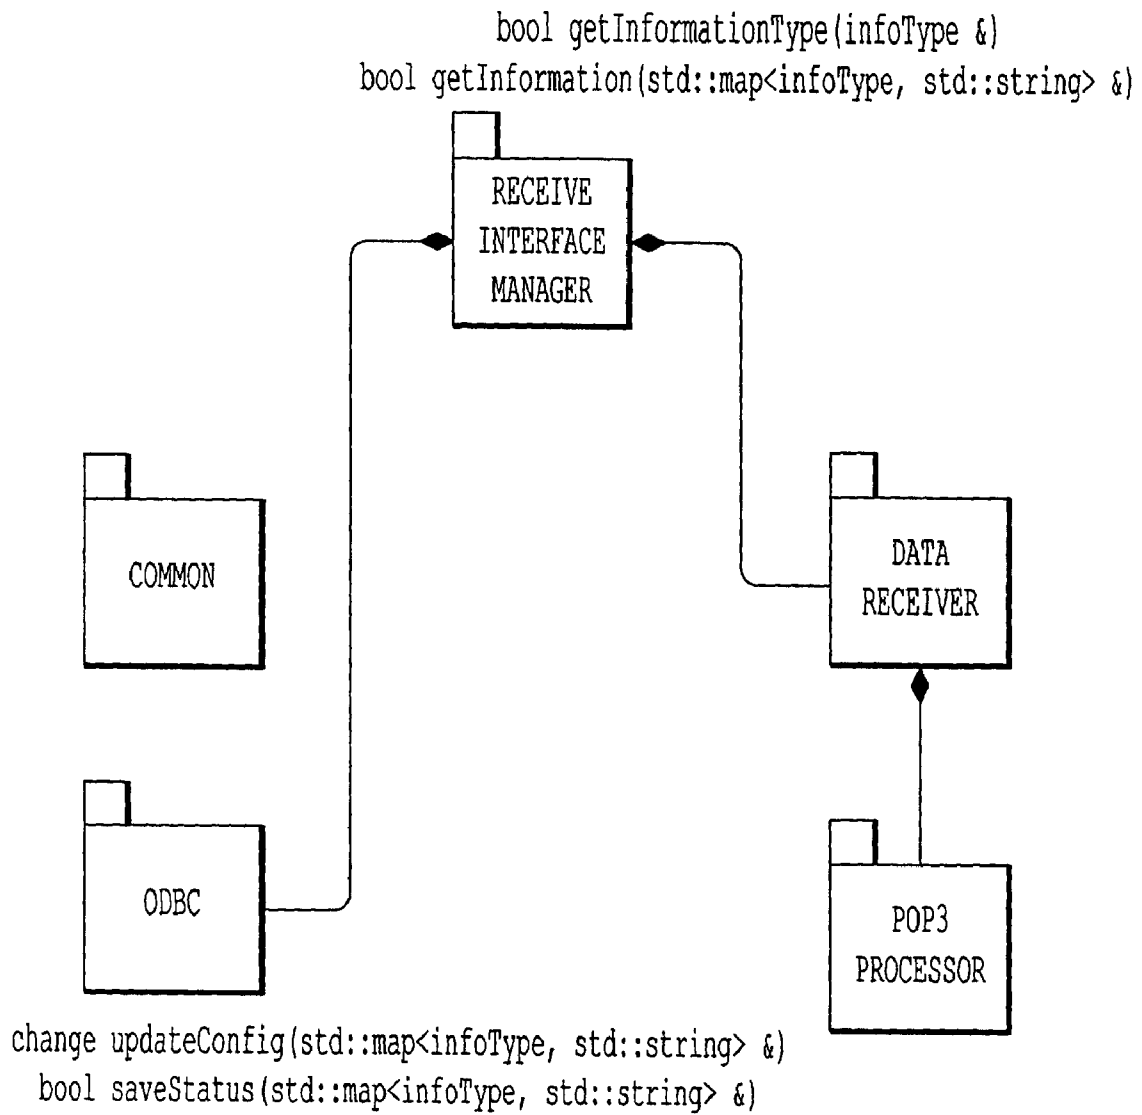 bool getInformationType(infoType &)
bool getInformation(std::map<infoType, std::string> &)
RECEIVE
INTERFACE
MANAGER
COMMON
DATA
RECEIVER
ODBC
POP3
PROCESSOR
change updateConfig(std::map<infoType, std::string> &)
bool saveStatus(std::map<infoType, std::string> &)